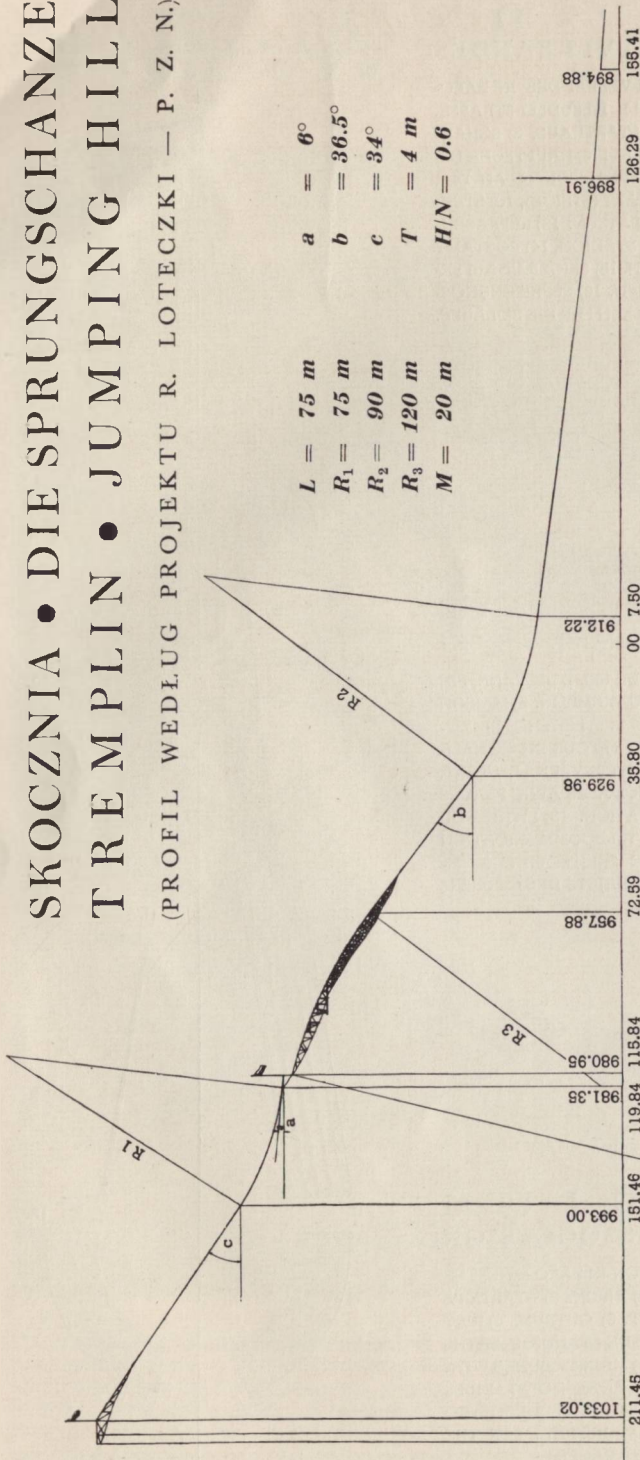 SKOCZNIA • DIE SPRUNGSCHANZE
TREMPLIN • JUMPING HILL
(PROFIL WEDŁUG PROJEKTU R. LOTECZKI — P. Z. N.)
L = 75 m
R₁ = 75 m
R₂ = 90 m
R₃ = 120 m
M = 20 m
a = 6°
b = 36.5°
c = 34°
T = 4 m
H/N = 0.6
R1
R2
R3
c
a
b
1033.02
993.00
981.35
980.95
957.88
929.98
912.22
896.91
894.88
211.45
151.46
119.84
115.84
72.59
35.80
00
7.50
126.29
155.41